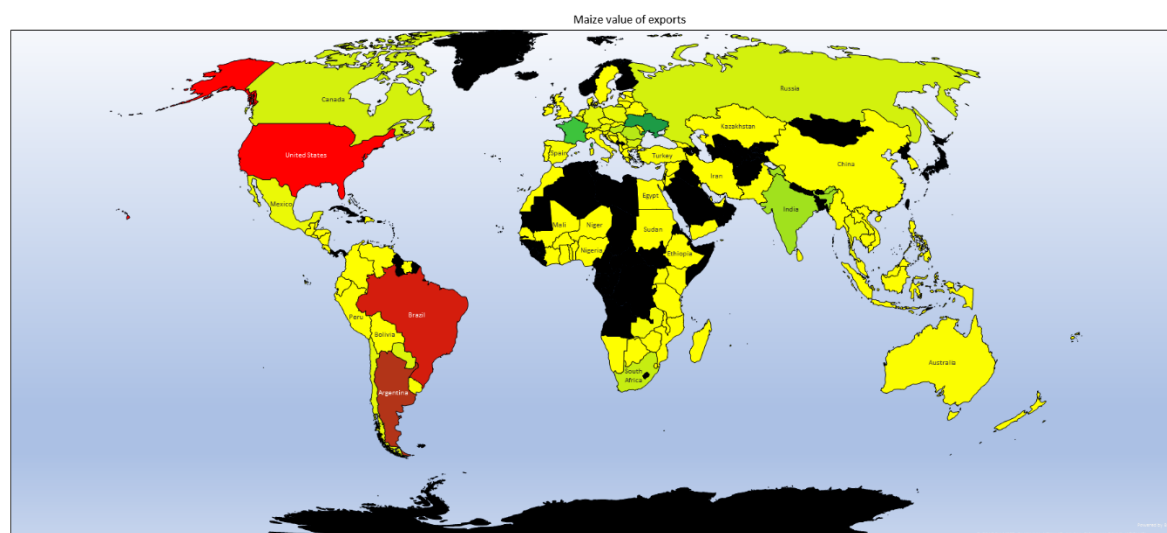 Maize value of exports
Canada
Russia
United States
Kazakhstan
Spain
Turkey
China
Iran
Mexico
Egypt
India
Meli
Niger
Sudan
Nigeria
Ethiopia
Peru
Brazil
Bolivia
Australia
South
Africa
Argentina